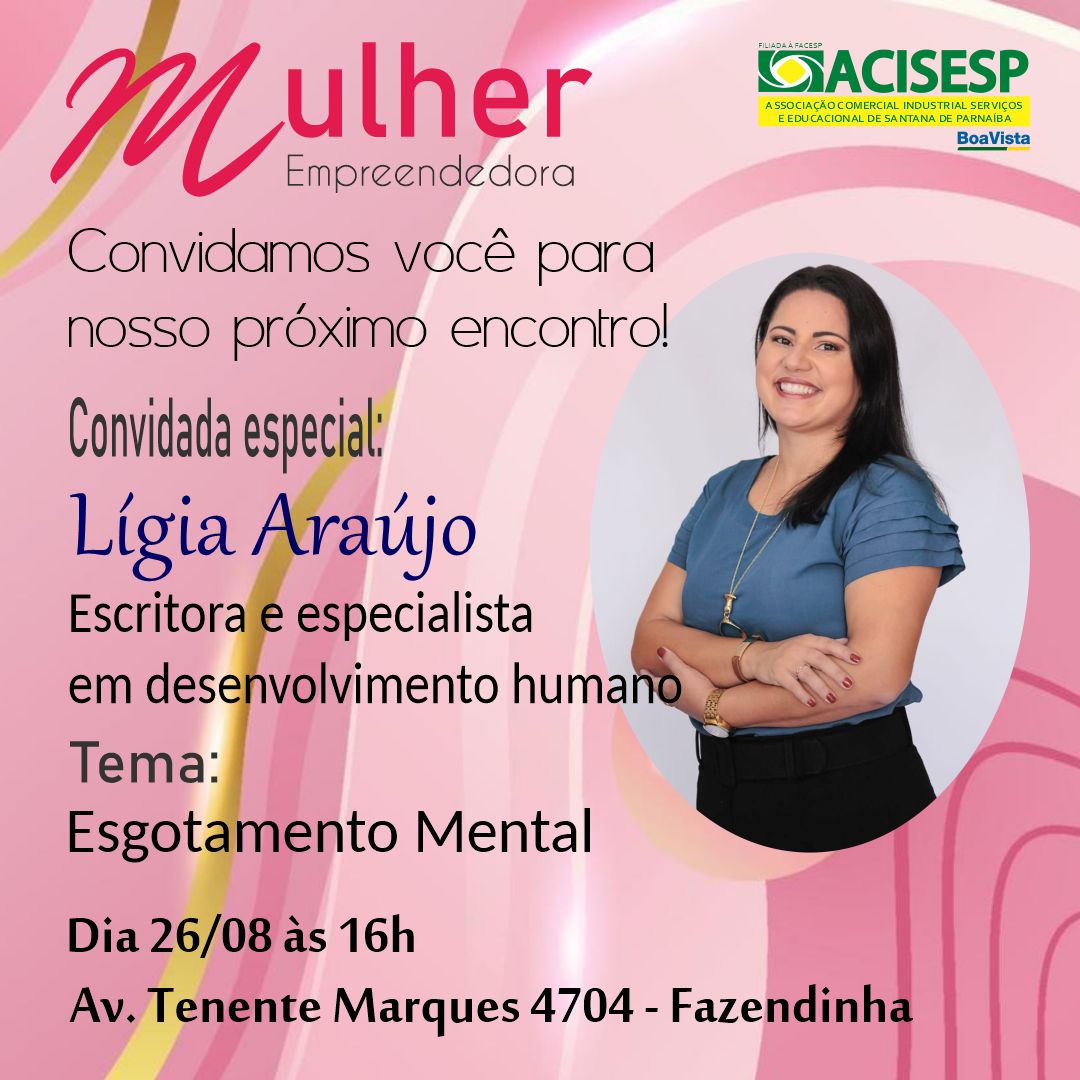 Mulher
Empreendedora
FILIADA À FACESP
ACISESP
ASSOCIAÇÃO COMERCIAL INDUSTRIAL SERVIÇOS
E EDUCACIONAL DE SANTANA DE PARNAÍBA
BoaVista
Convidamos você para
nosso próximo encontro!
Convidada especial:
Lígia Araújo
Escritora e especialista
em desenvolvimento humano
Tema:
Esgotamento Mental
Dia 26/08 às 16h
Av. Tenente Marques 4704 - Fazendinha